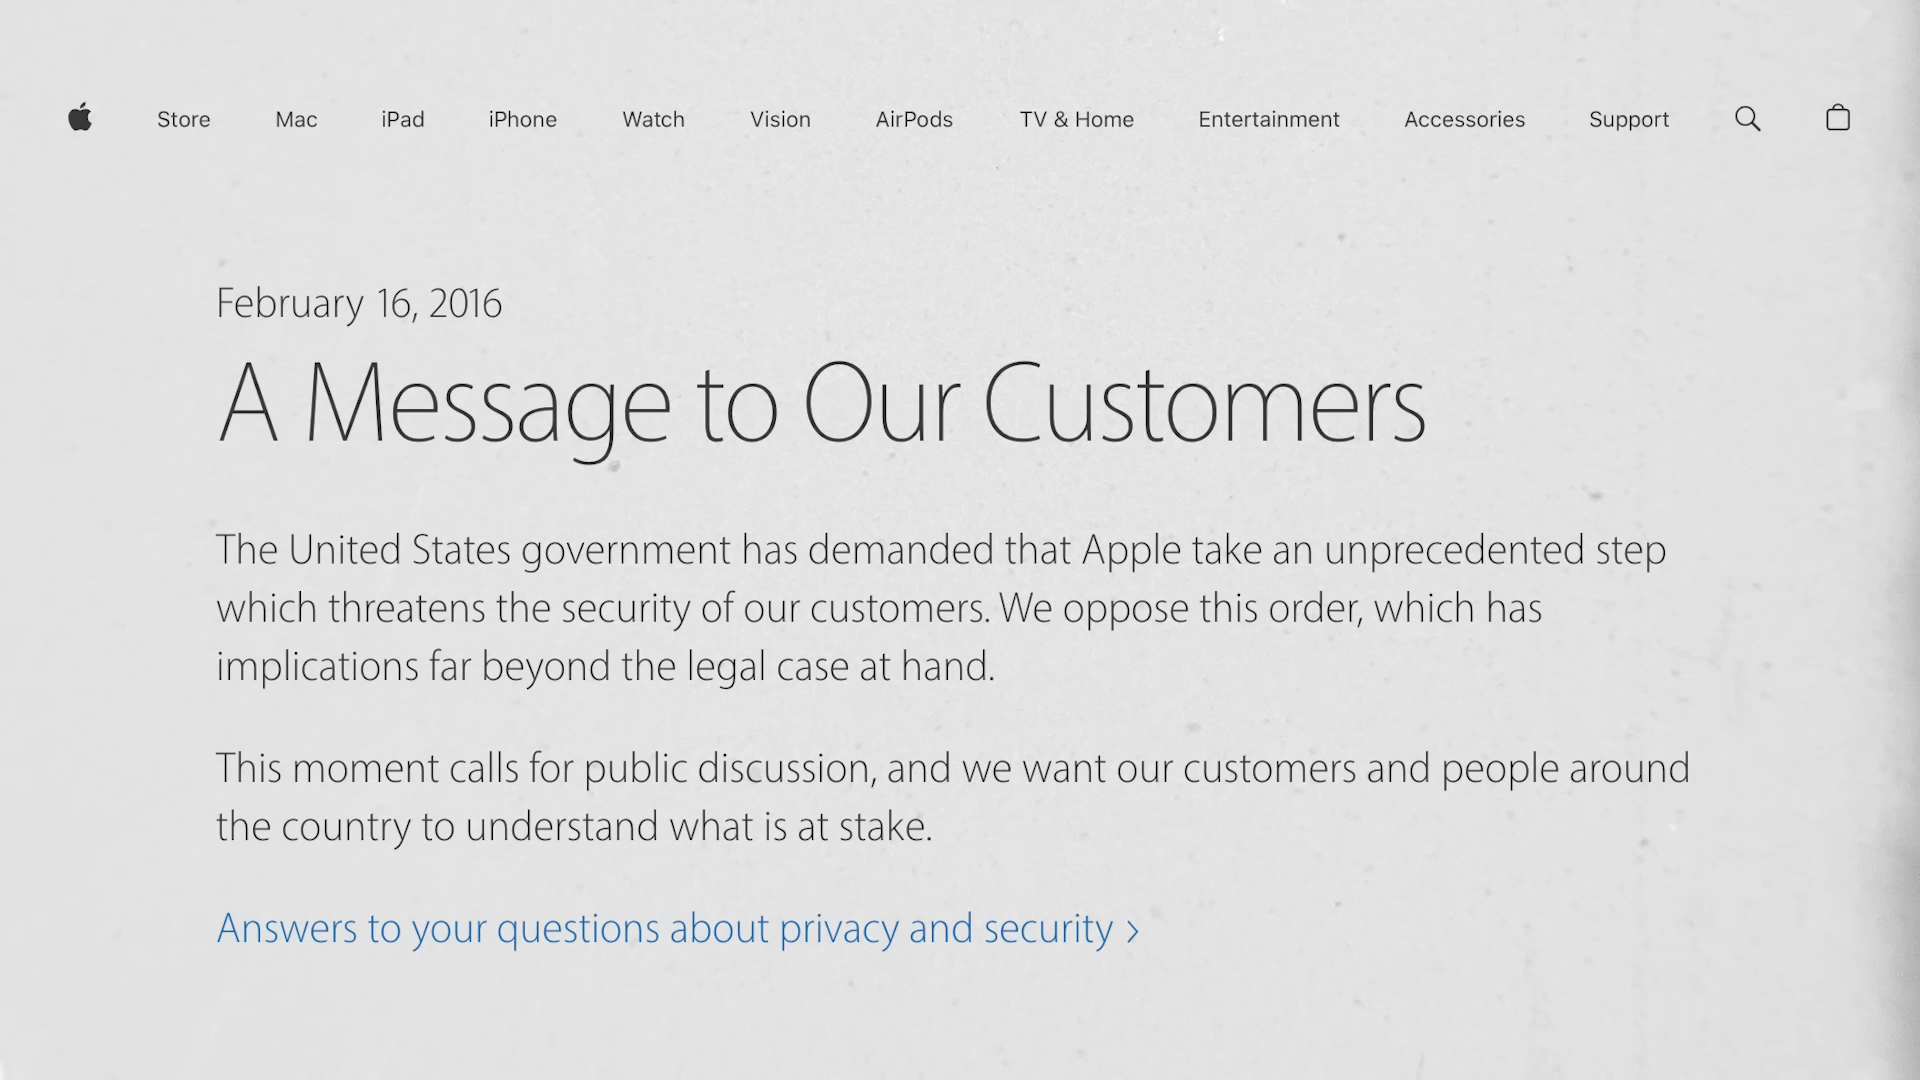 Store Mac iPad iPhone Watch Vision AirPods TV & Home Entertainment Accessories Support
February 16, 2016
A Message to Our Customers
The United States government has demanded that Apple take an unprecedented step
which threatens the security of our customers. We oppose this order, which has
implications far beyond the legal case at hand.
This moment calls for public discussion, and we want our customers and people around
the country to understand what is at stake.
Answers to your questions about privacy and security >